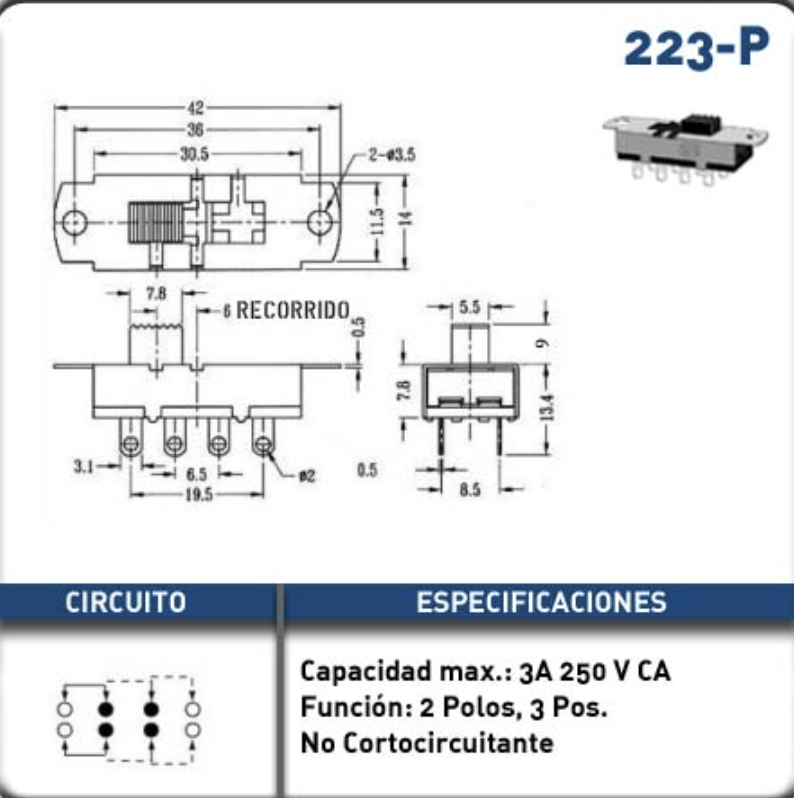 223-P
42
36
30.5
2-ø3.5
11.5
14
7.8
6 RECORRIDO
0.5
5.5
9
7.8
13.4
3.1
6.5
ø2
0.5
19.5
8.5
CIRCUITO
ESPECIFICACIONES
Capacidad max.: 3A 250 V CA
Función: 2 Polos, 3 Pos.
No Cortocircuitante